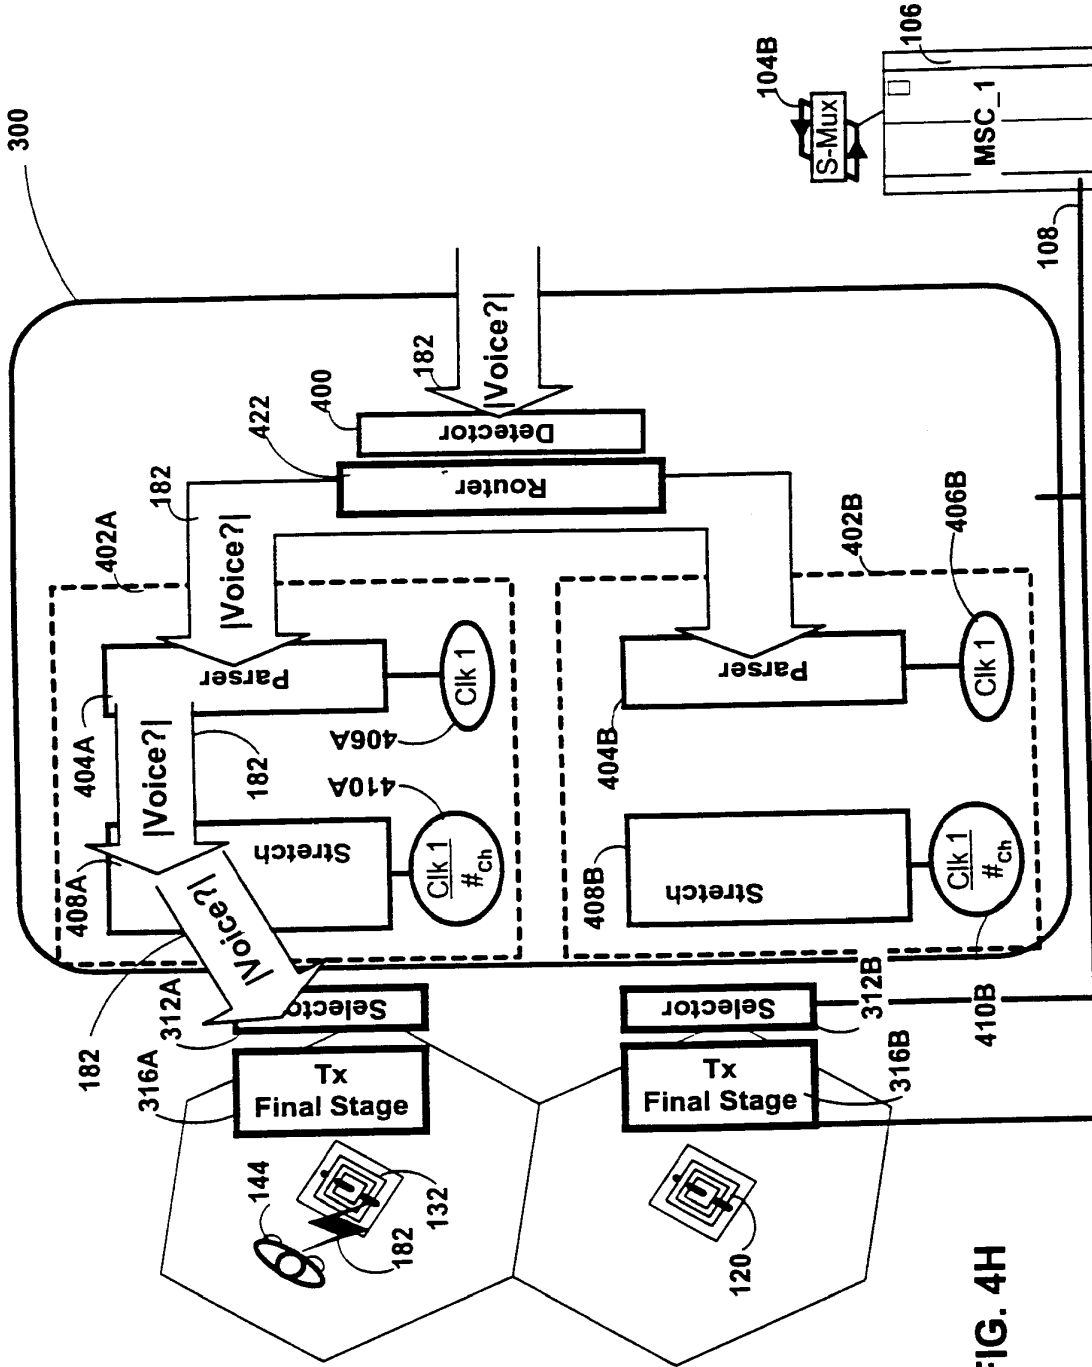 300
104B
S-Mux
106
MSC_1
108
|Voice?|
182
400
Detector
422
Router
182
|Voice?|
402A
402B
Parser
404A
Clk 1
406A
|Voice?|
182
Parser
404B
Clk 1
406B
Stretch
408A
Clk 1
#Ch
410A
Stretch
408B
Clk 1
#Ch
410B
|Voice?|
182
Selector
312A
Selector
312B
316A
Tx
Final Stage
Tx
Final Stage
316B
144
182
132
120
FIG. 4H